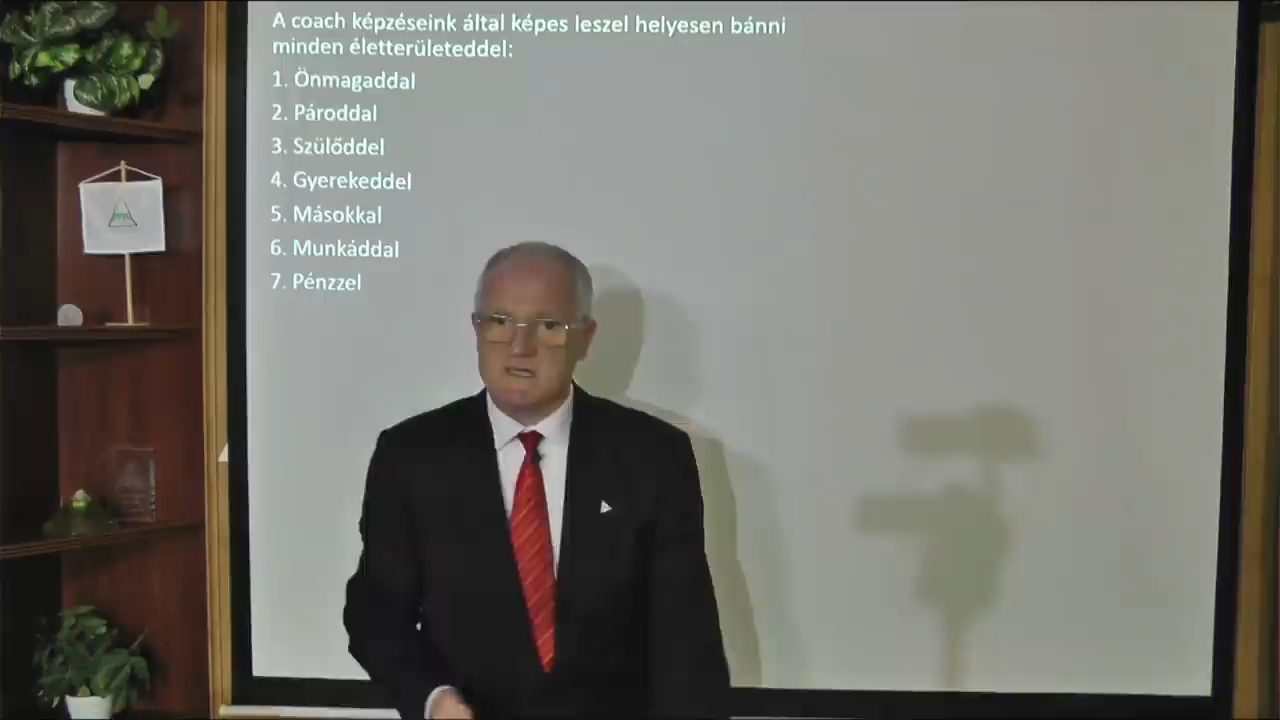 A coach képzéseink által képes leszel helyesen bánni
minden életterületeddel:
1. Önmagaddal
2. Pároddal
3. Szülőddel
4. Gyerekeddel
5. Másokkal
6. Munkáddal
7. Pénzzel